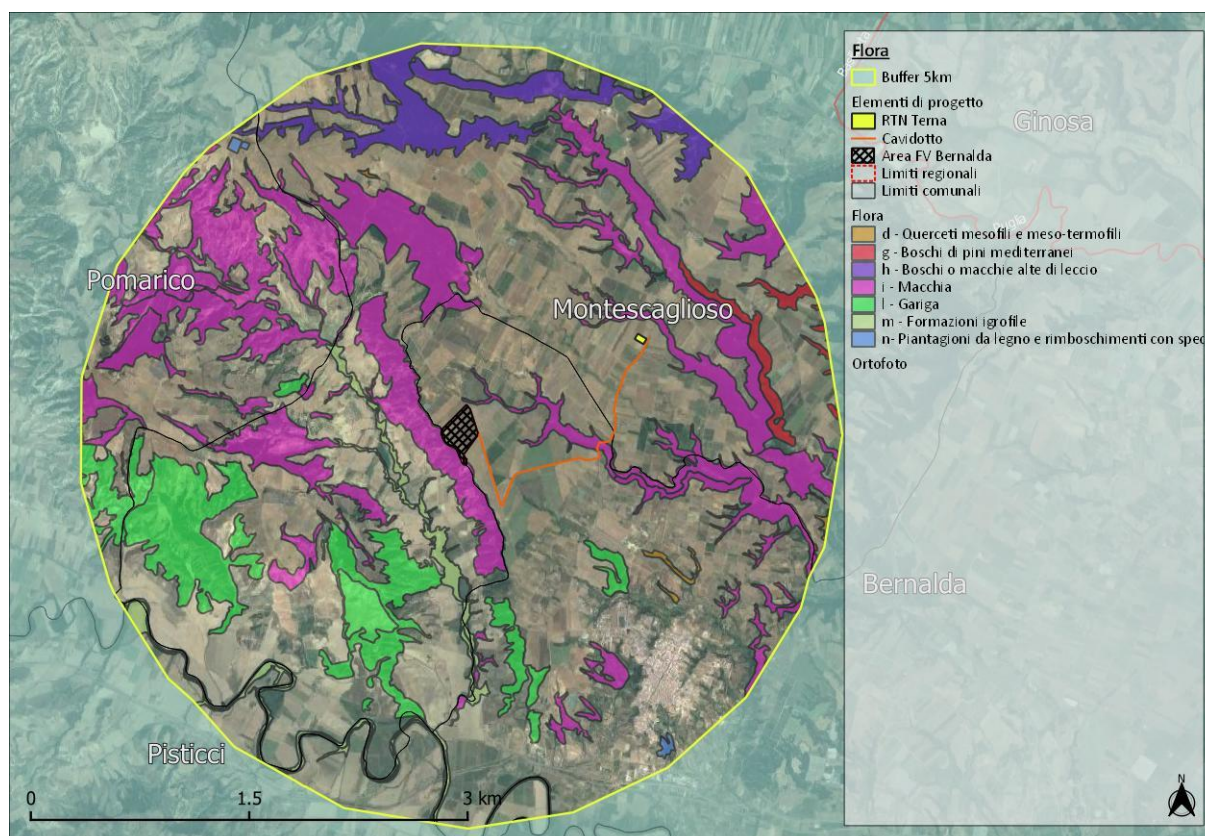 Flora
Buffer 5km
Elementi di progetto
RTN Terna
Cavidotto
Area FV Bernalda
Limiti regionali
Limiti comunali
Flora
d - Querceti mesofili e meso-termofili
g - Boschi di pini mediterranei
h - Boschi o macchie alte di leccio
i - Macchia
l - Gariga
m - Formazioni igrofile
n- Piantagioni da legno e rimboschimenti con spec
Ortofoto
Ginosa
Pomarico
Montescaglioso
Bernalda
Pisticci
0 1.5 3 km
N